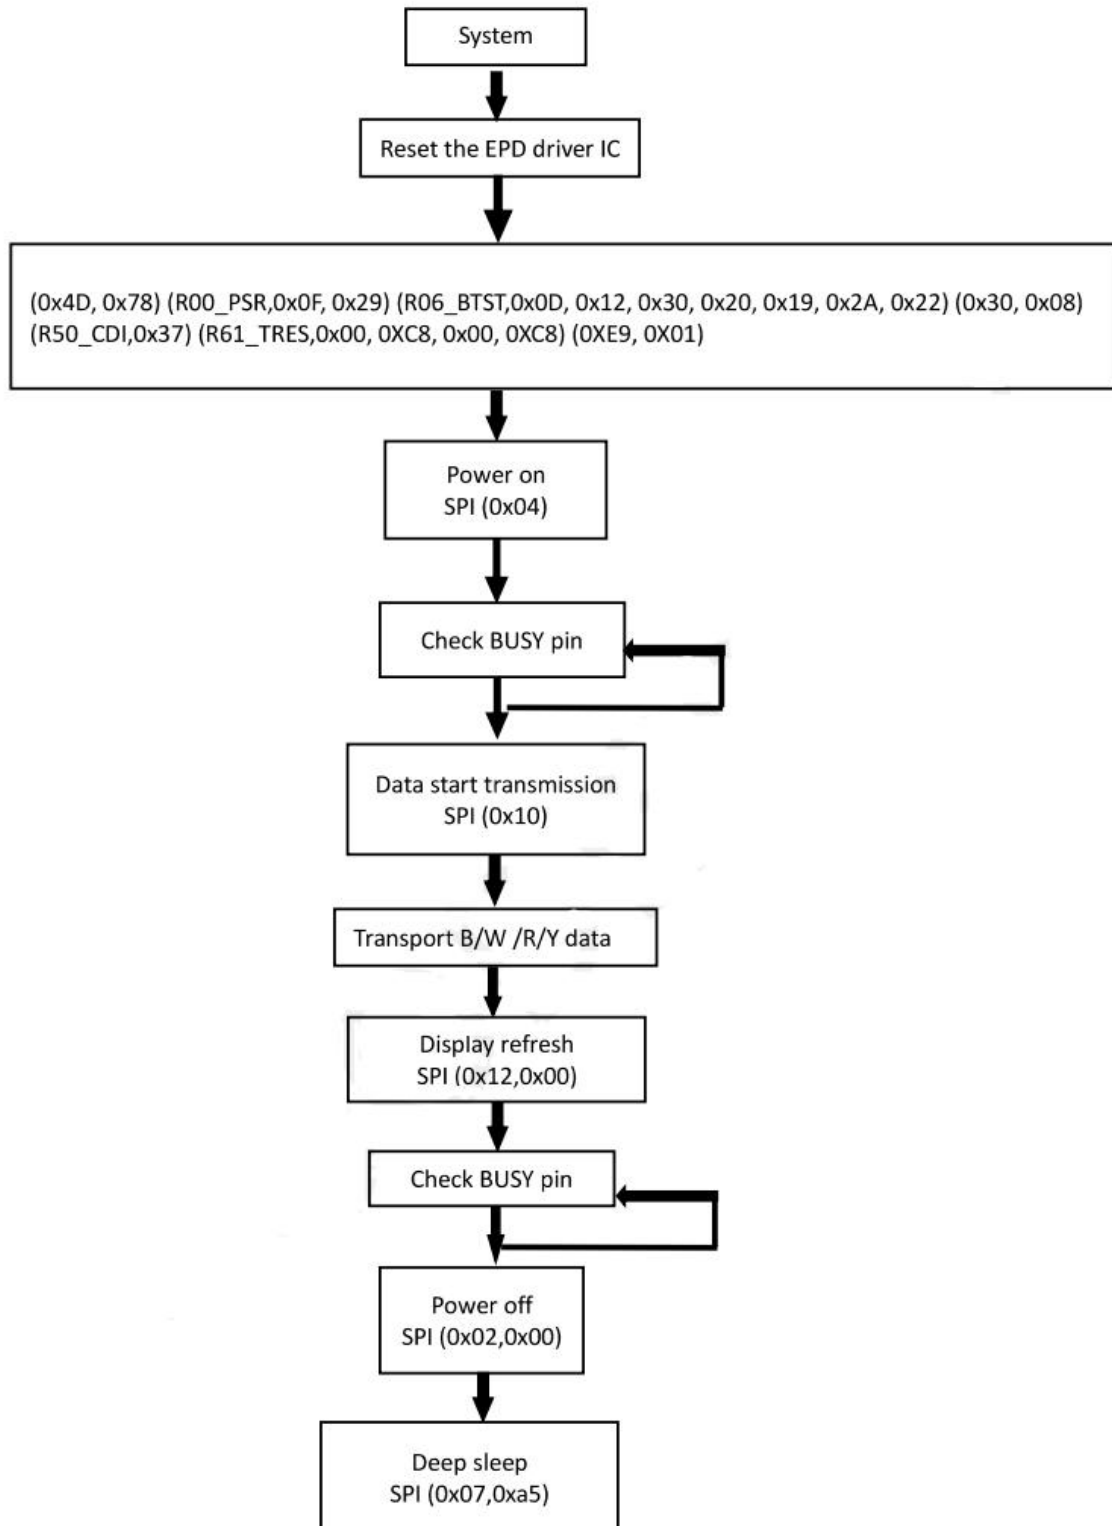 System
Reset the EPD driver IC
(0x4D, 0x78) (R00_PSR,0x0F, 0x29) (R06_BTST,0x0D, 0x12, 0x30, 0x20, 0x19, 0x2A, 0x22) (0x30, 0x08)
(R50_CDI,0x37) (R61_TRES,0x00, 0XC8, 0x00, 0XC8) (0XE9, 0X01)
Power on
SPI (0x04)
Check BUSY pin
Data start transmission
SPI (0x10)
Transport B/W /R/Y data
Display refresh
SPI (0x12,0x00)
Check BUSY pin
Power off
SPI (0x02,0x00)
Deep sleep
SPI (0x07,0xa5)